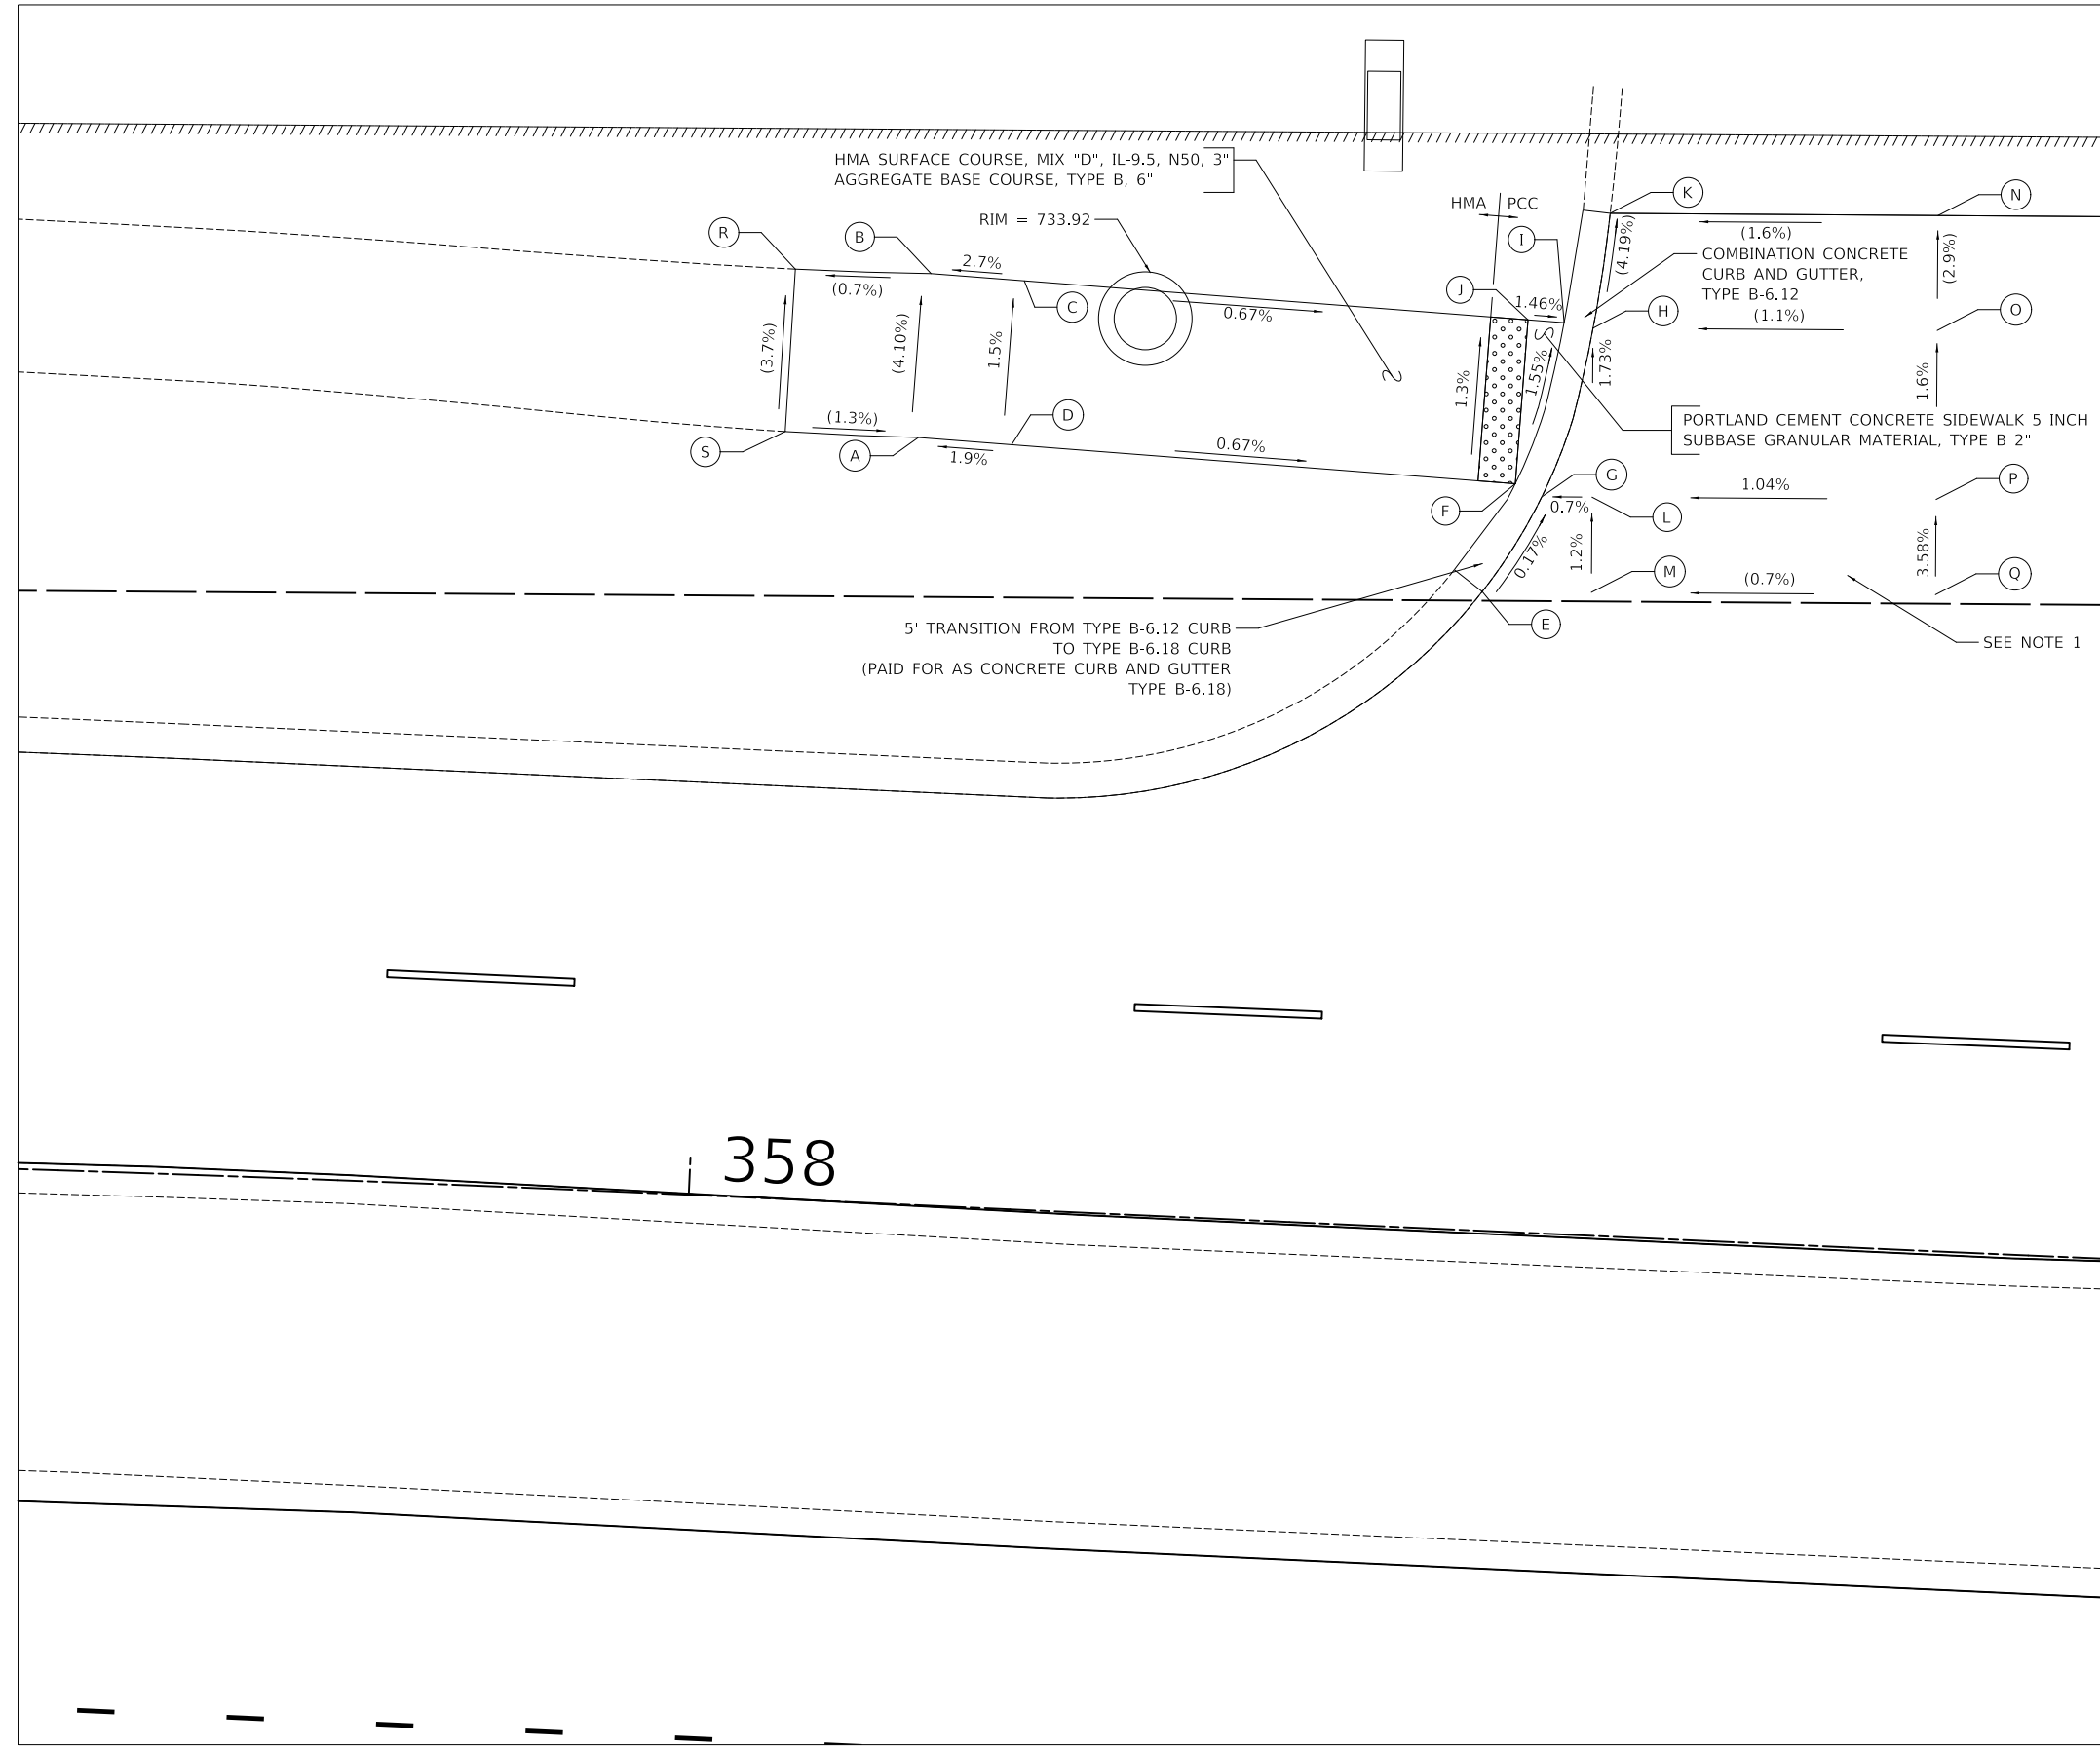 HMA SURFACE COURSE, MIX "D", IL-9.5, N50, 3"
AGGREGATE BASE COURSE, TYPE B, 6"
RIM = 733.92
HMA
PCC
K
N
R
B
I
(1.6%)
(4.19%)
(2.9%)
COMBINATION CONCRETE
CURB AND GUTTER,
TYPE B-6.12
2.7%
(0.7%)
C
J
1.46%
0.67%
H
(1.1%)
O
(3.7%)
(4.10%)
1.5%
1.3%
1.55%
1.73%
1.6%
(1.3%)
D
PORTLAND CEMENT CONCRETE SIDEWALK 5 INCH
SUBBASE GRANULAR MATERIAL, TYPE B 2"
S
A
1.9%
0.67%
G
1.04%
P
F
0.7%
L
0.17%
1.2%
3.58%
M
(0.7%)
Q
E
5' TRANSITION FROM TYPE B-6.12 CURB
TO TYPE B-6.18 CURB
(PAID FOR AS CONCRETE CURB AND GUTTER
TYPE B-6.18)
SEE NOTE 1
358